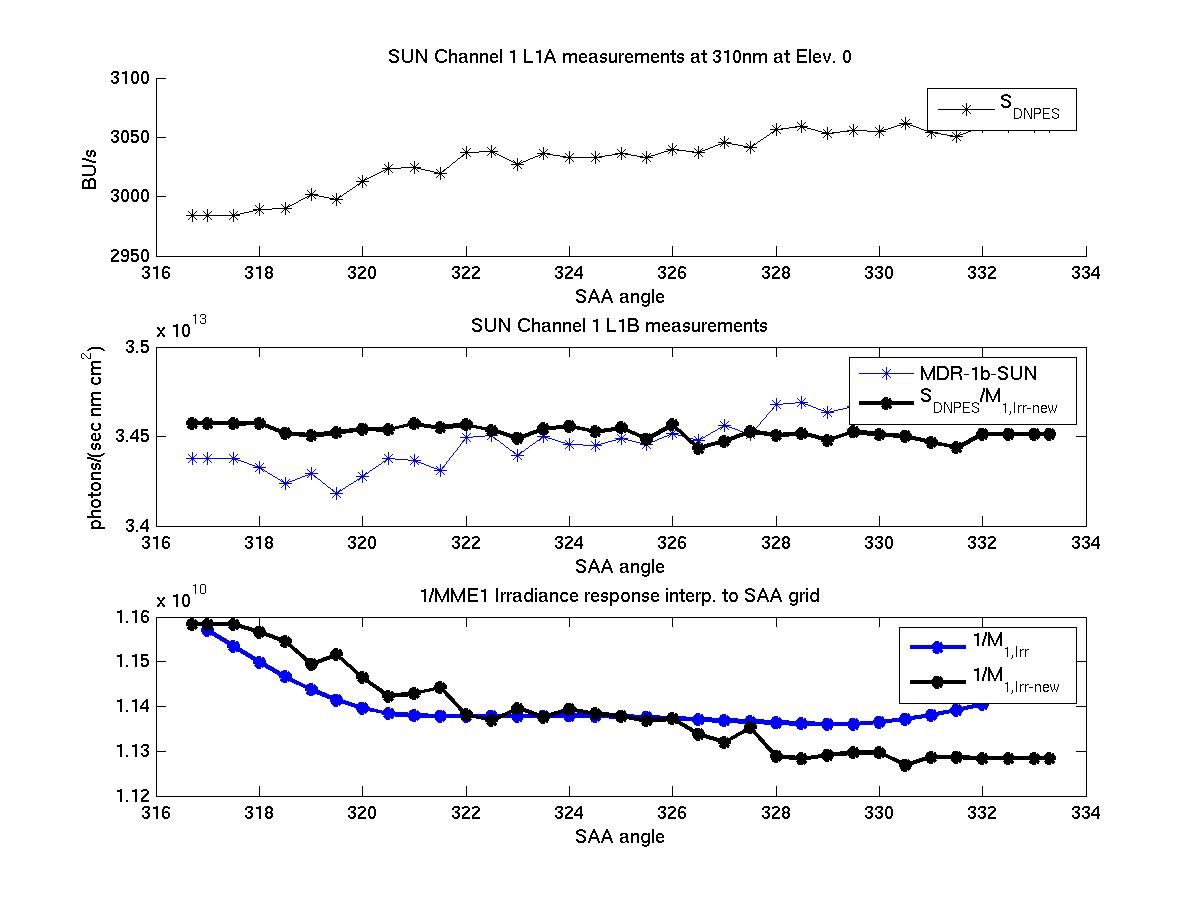 SUN Channel 1 L1A measurements at 310nm at Elev. 0
3100
3050
3000
2950
BU/s
S_DNPES
316 318 320 322 324 326 328 330 332 334
SAA angle
x 10^13
SUN Channel 1 L1B measurements
3.5
3.45
3.4
photons/(sec nm cm^2)
MDR-1b-SUN
S_DNPES/M_1,Irr-new
316 318 320 322 324 326 328 330 332 334
SAA angle
x 10^10
1/MME1 Irradiance response interp. to SAA grid
1.16
1.15
1.14
1.13
1.12
1/M_1,Irr
1/M_1,Irr-new
316 318 320 322 324 326 328 330 332 334
SAA angle